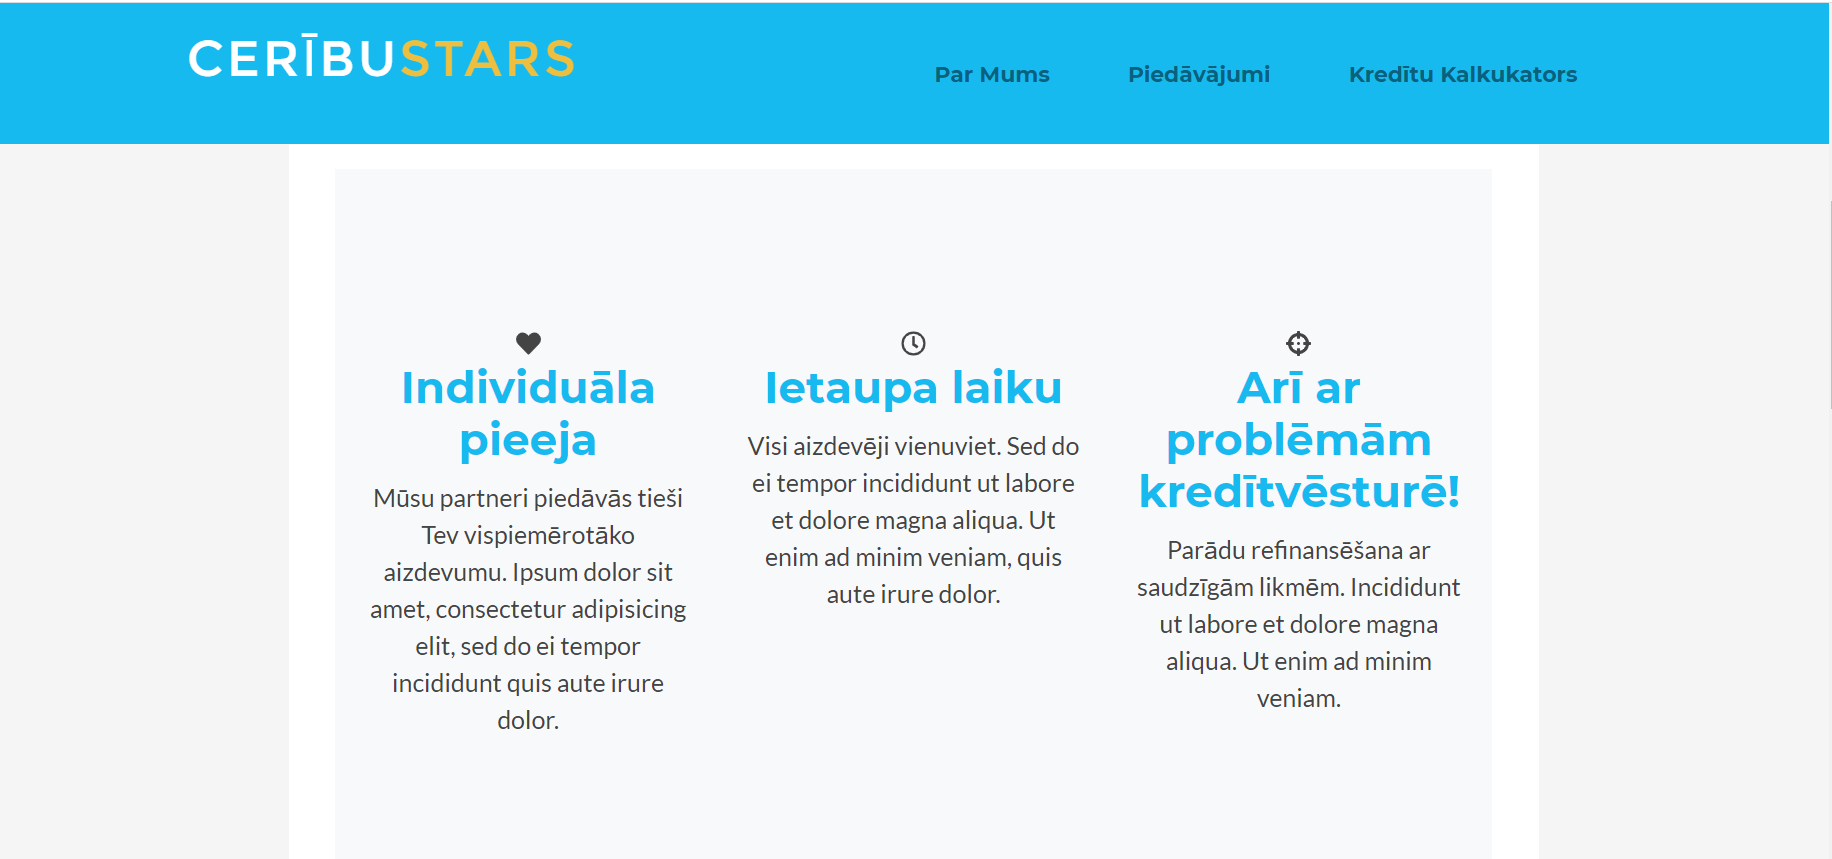 CERĪBUSTARS
Par Mums
Piedāvājumi
Kredītu Kalkukators
Individuāla
pieeja
Mūsu partneri piedāvās tieši
Tev vispiemērotāko
aizdevumu. Ipsum dolor sit
amet, consectetur adipisicing
elit, sed do ei tempor
incididunt quis aute irure
dolor.
Ietaupa laiku
Visi aizdevēji vienuviet. Sed do
ei tempor incididunt ut labore
et dolore magna aliqua. Ut
enim ad minim veniam, quis
aute irure dolor.
Arī ar
problēmām
kredītvēsturē!
Parādu refinansēšana ar
saudzīgām likmēm. Incididunt
ut labore et dolore magna
aliqua. Ut enim ad minim
veniam.